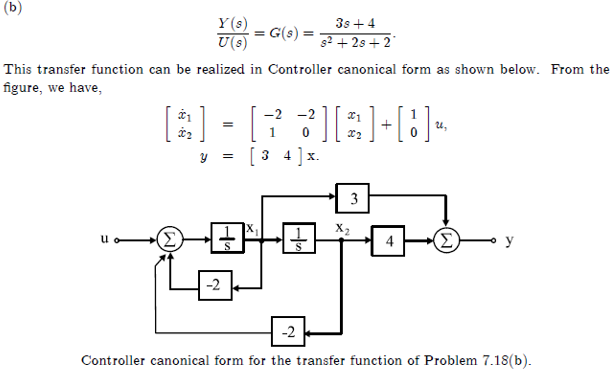 (b)
Y(s)/U(s) = G(s) = (3s + 4)/(s² + 2s + 2).
This transfer function can be realized in Controller canonical form as shown below. From the
figure, we have,
[ẋ₁; ẋ₂] = [−2 −2; 1 0] [x₁; x₂] + [1; 0] u,
y = [ 3 4 ] x.
3
u Σ 1/s X₁ 1/s X₂ 4 Σ y
-2
-2
Controller canonical form for the transfer function of Problem 7.18(b).